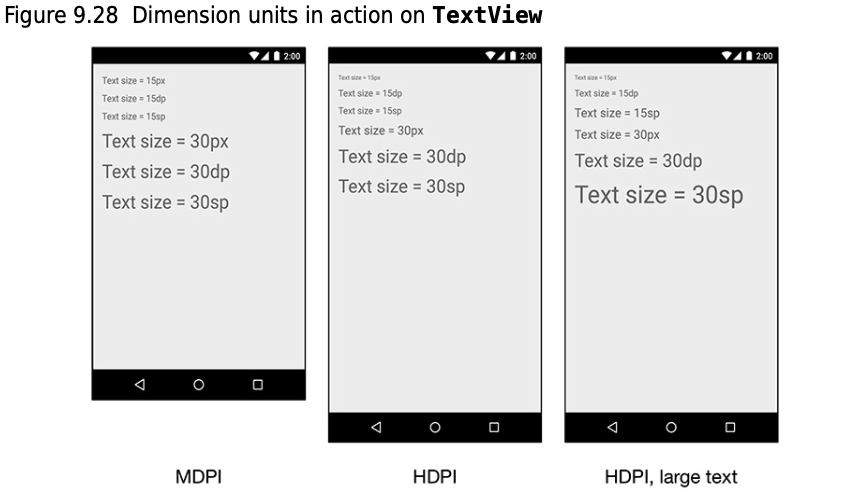 Figure 9.28 Dimension units in action on TextView
2:00
Text size = 15px
Text size = 15dp
Text size = 15sp
Text size = 30px
Text size = 30dp
Text size = 30sp
MDPI
2:00
Text size = 15px
Text size = 15dp
Text size = 15sp
Text size = 30px
Text size = 30dp
Text size = 30sp
HDPI
2:00
Text size = 15px
Text size = 15dp
Text size = 15sp
Text size = 30px
Text size = 30dp
Text size = 30sp
HDPI, large text